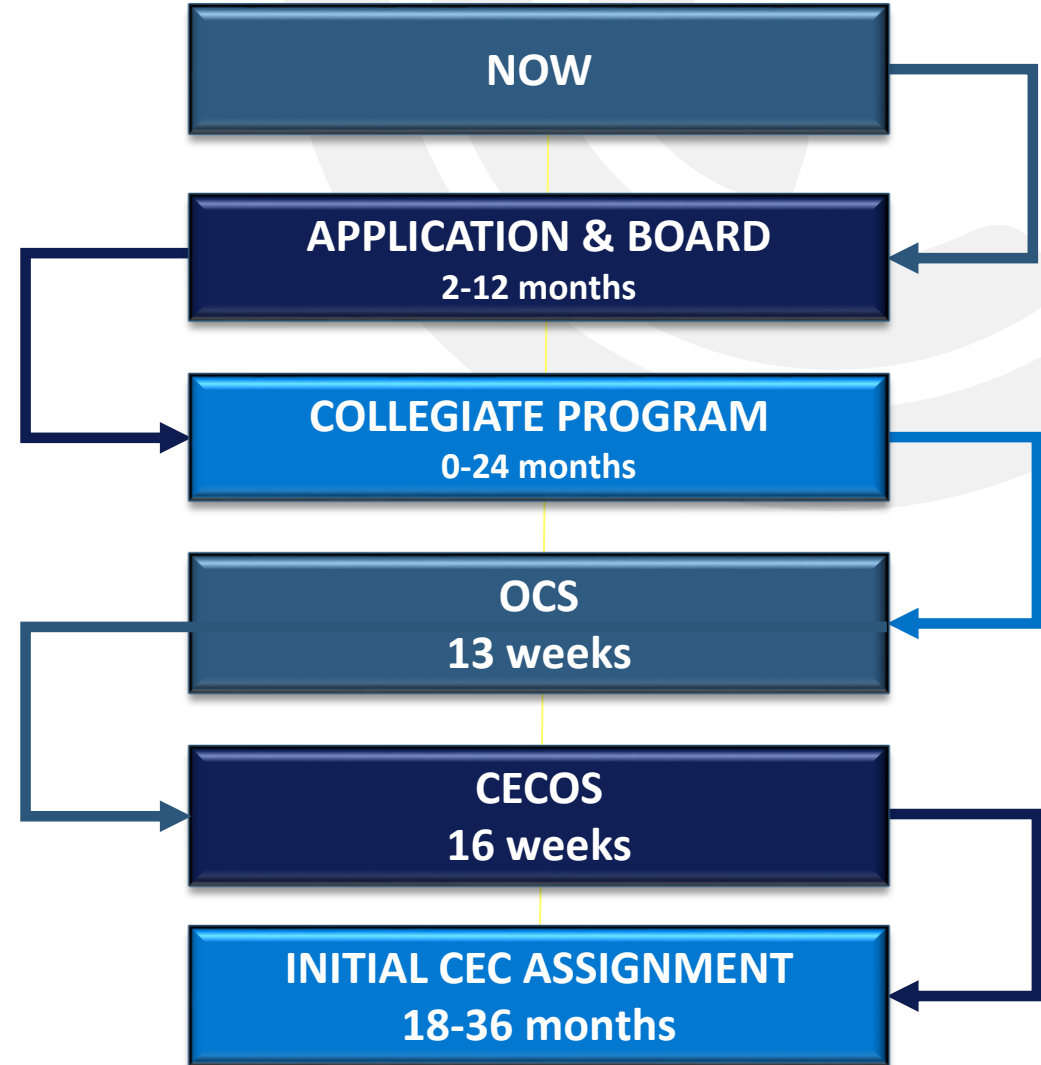 NOW
APPLICATION & BOARD
2-12 months
COLLEGIATE PROGRAM
0-24 months
OCS
13 weeks
CECOS
16 weeks
INITIAL CEC ASSIGNMENT
18-36 months